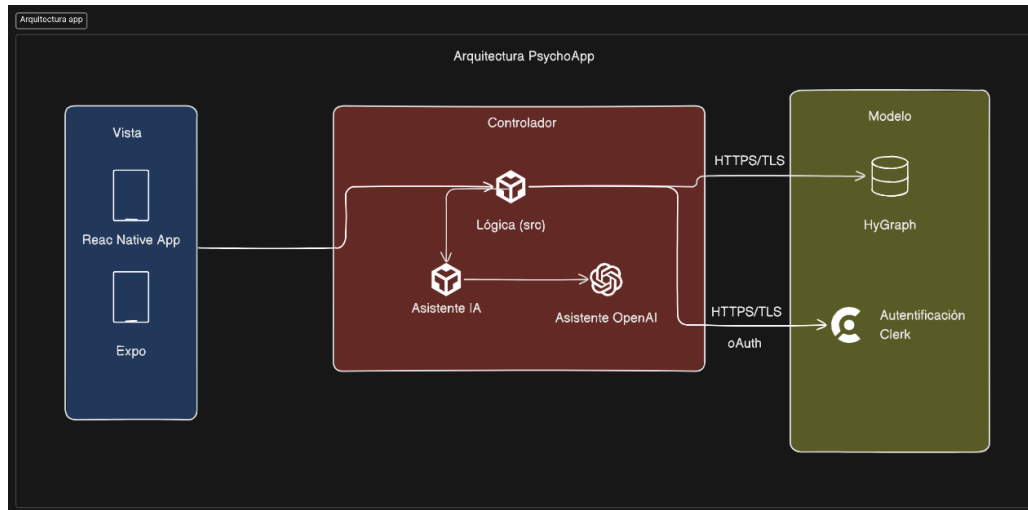 Arquitectura app
Arquitectura PsychoApp
Vista
Reac Native App
Expo
Controlador
Lógica (src)
Asistente IA
Asistente OpenAI
HTTPS/TLS
HTTPS/TLS
oAuth
Modelo
HyGraph
Autentificación
Clerk